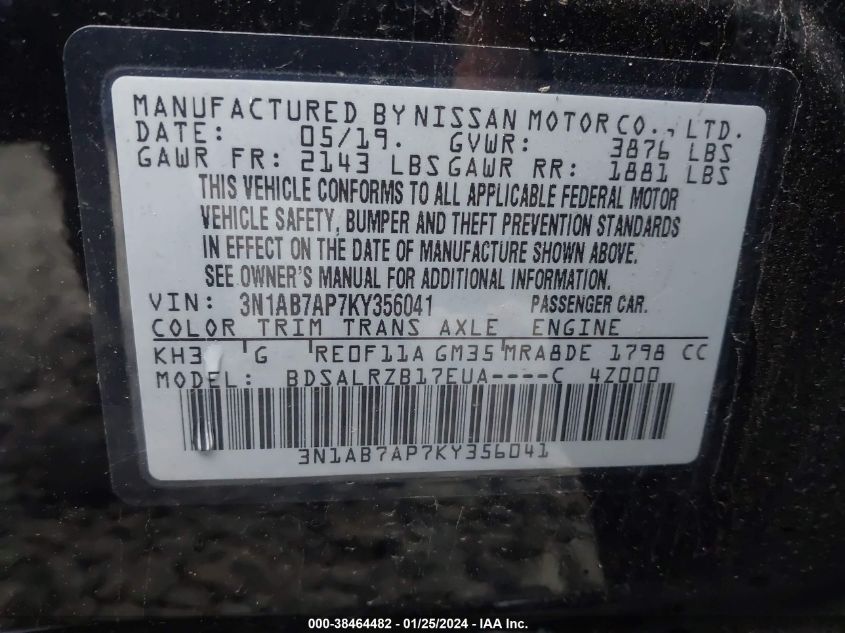 MANUFACTURED BY NISSAN MOTOR CO., LTD.
DATE: 05/19. GVWR: 3876 LBS
GAWR FR: 2143 LBS GAWR RR: 1881 LBS
THIS VEHICLE CONFORMS TO ALL APPLICABLE FEDERAL MOTOR
VEHICLE SAFETY, BUMPER AND THEFT PREVENTION STANDARDS
IN EFFECT ON THE DATE OF MANUFACTURE SHOWN ABOVE.
SEE OWNER'S MANUAL FOR ADDITIONAL INFORMATION.
VIN: 3N1AB7AP7KY356041 PASSENGER CAR.
COLOR TRIM TRANS AXLE ENGINE
KH3 G RE0F11A GM35 MRA8DE 1798 CC
MODEL: BDSALRZB17EUA----C 4Z000
3N1AB7AP7KY356041
000-38464482 - 01/25/2024 - IAA Inc.